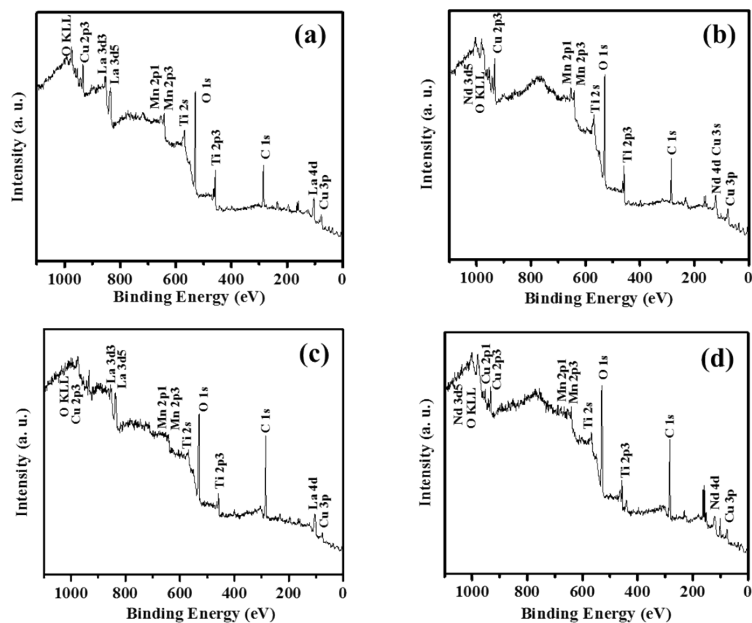 (a)
O KLL
Cu 2p3
La 3d3
La 3d5
Mn 2p1
Mn 2p3
Ti 2s
O 1s
Ti 2p3
C 1s
La 4d
Cu 3p
Intensity (a. u.)
1000 800 600 400 200 0
Binding Energy (eV)
(b)
Nd 3d5
O KLL
Cu 2p3
Mn 2p1
Mn 2p3
Ti 2s
O 1s
Ti 2p3
C 1s
Nd 4d Cu 3s
Cu 3p
Intensity (a. u.)
1000 800 600 400 200 0
Binding Energy (eV)
(c)
O KLL
Cu 2p3
La 3d3
La 3d5
Mn 2p1
Mn 2p3
Ti 2s
O 1s
Ti 2p3
C 1s
La 4d
Cu 3p
Intensity (a. u.)
1000 800 600 400 200 0
Binding Energy (eV)
(d)
Nd 3d5
O KLL
Cu 2p1
Cu 2p3
Mn 2p1
Mn 2p3
Ti 2s
O 1s
Ti 2p3
C 1s
Nd 4d
Cu 3p
Intensity (a. u.)
1000 800 600 400 200 0
Binding Energy (eV)